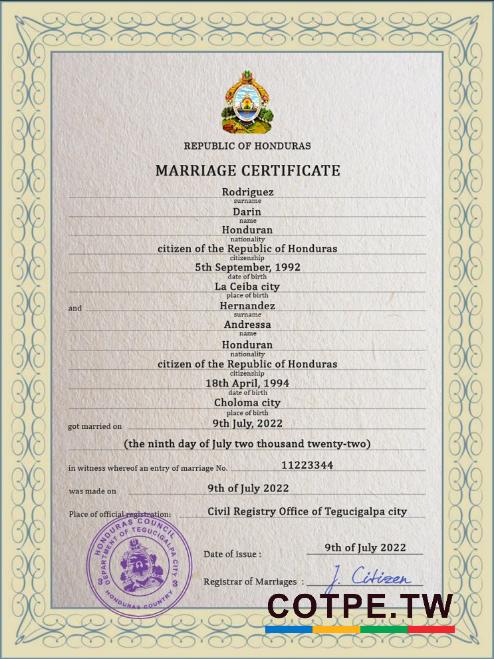 REPUBLIC OF HONDURAS
MARRIAGE CERTIFICATE
Rodriguez
surname
Darin
name
Honduran
nationality
citizen of the Republic of Honduras
citizenship
5th September, 1992
date of birth
La Ceiba city
place of birth
and
Hernandez
surname
Andressa
name
Honduran
nationality
citizen of the Republic of Honduras
citizenship
18th April, 1994
date of birth
Choloma city
place of birth
got married on 9th July, 2022
(the ninth day of July two thousand twenty-two)
in witness whereof an entry of marriage No. 11223344
was made on 9th of July 2022
Place of official registration: Civil Registry Office of Tegucigalpa city
HONDURAS COUNCIL
DEPARTMENT OF TEGUCIGALPA CITY
HONDURAS COUNTRY
Date of Issue : 9th of July 2022
Registrar of Marriages : J. Citizen
COTPE.TW